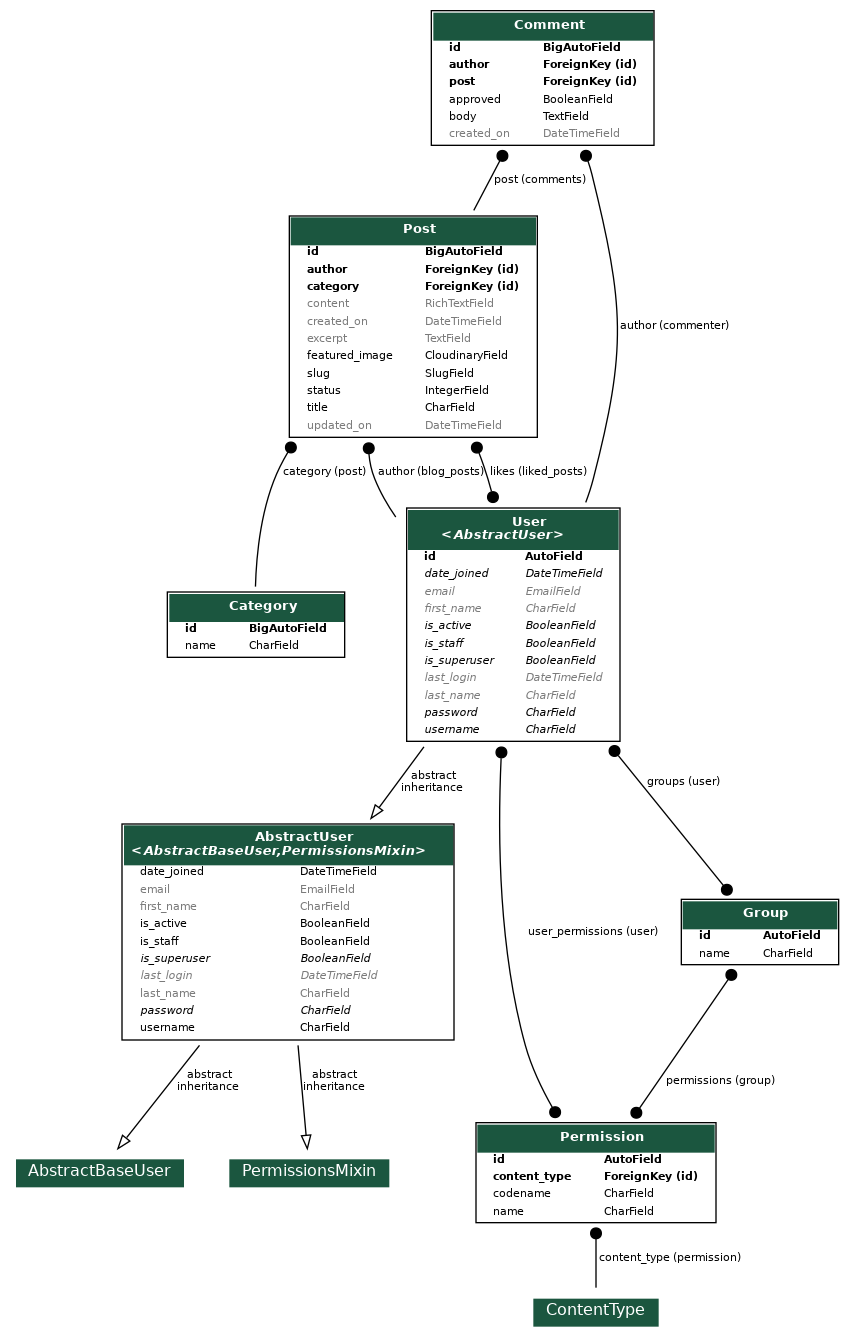 Comment
id BigAutoField
author ForeignKey (id)
post ForeignKey (id)
approved BooleanField
body TextField
created_on DateTimeField
post (comments)
Post
id BigAutoField
author ForeignKey (id)
category ForeignKey (id)
content RichTextField
created_on DateTimeField
excerpt TextField
featured_image CloudinaryField
slug SlugField
status IntegerField
title CharField
updated_on DateTimeField
author (commenter)
category (post)
author (blog_posts)
likes (liked_posts)
User
<AbstractUser>
id AutoField
date_joined DateTimeField
email EmailField
first_name CharField
is_active BooleanField
is_staff BooleanField
is_superuser BooleanField
last_login DateTimeField
last_name CharField
password CharField
username CharField
Category
id BigAutoField
name CharField
abstract
inheritance
groups (user)
AbstractUser
<AbstractBaseUser,PermissionsMixin>
date_joined DateTimeField
email EmailField
first_name CharField
is_active BooleanField
is_staff BooleanField
is_superuser BooleanField
last_login DateTimeField
last_name CharField
password CharField
username CharField
user_permissions (user)
Group
id AutoField
name CharField
abstract
inheritance
abstract
inheritance
permissions (group)
AbstractBaseUser
PermissionsMixin
Permission
id AutoField
content_type ForeignKey (id)
codename CharField
name CharField
content_type (permission)
ContentType